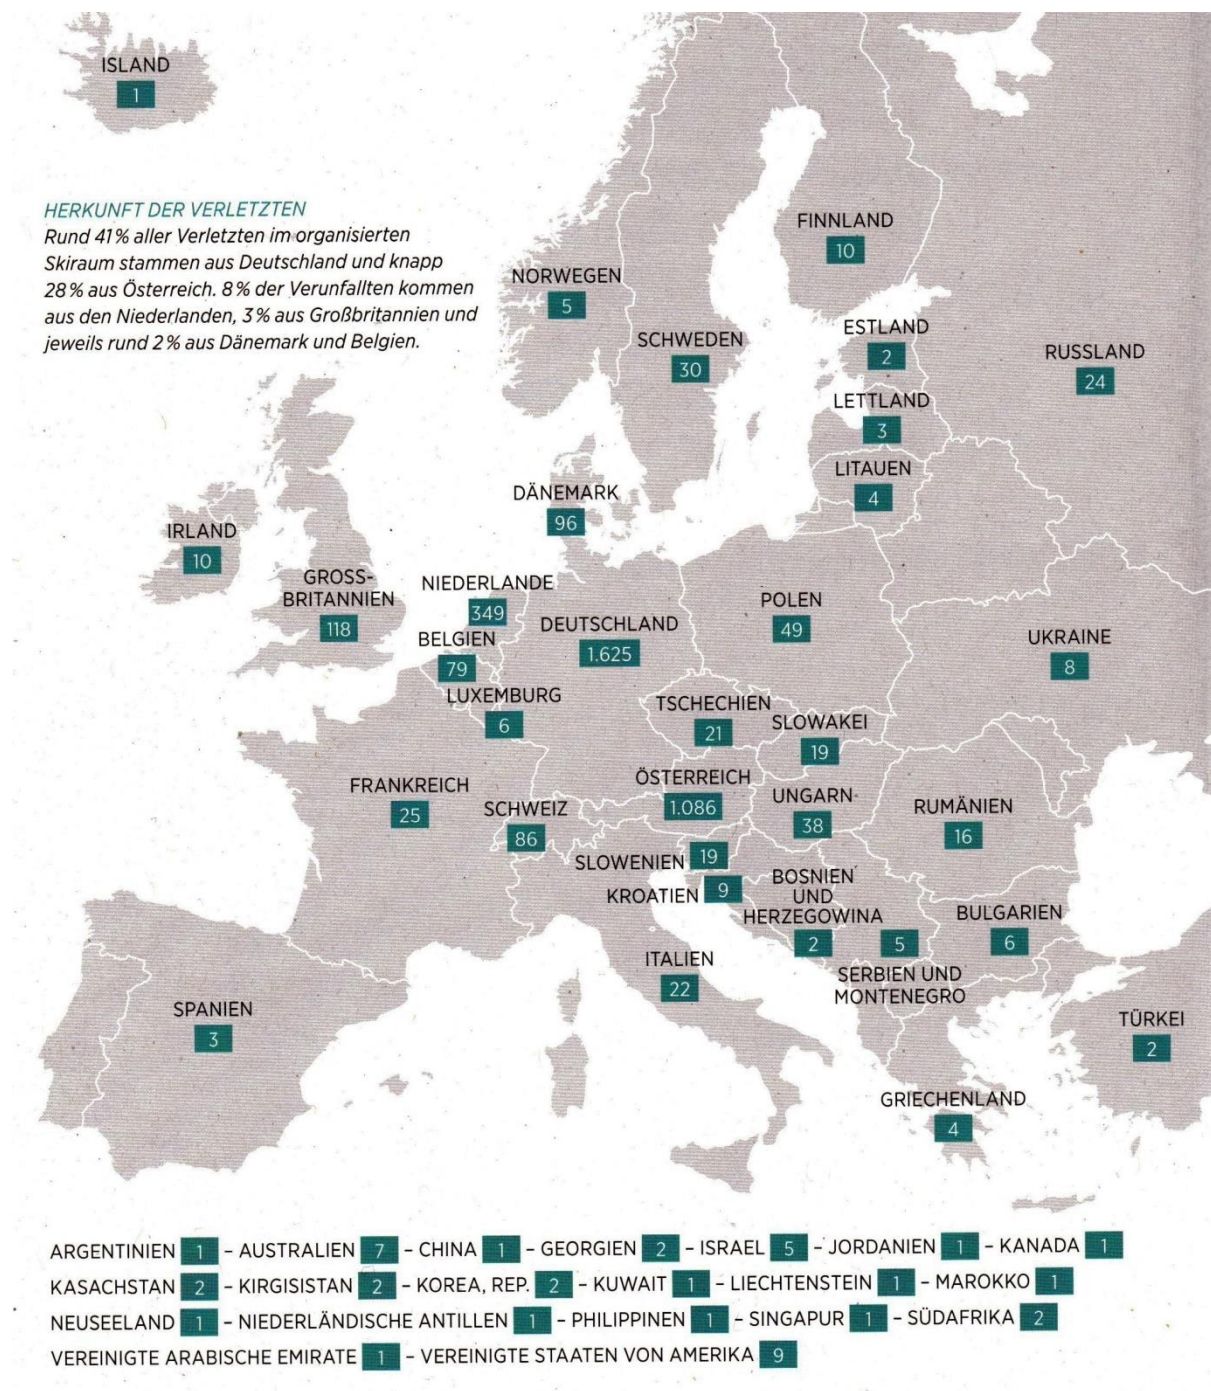 ISLAND
1
HERKUNFT DER VERLETZTEN
Rund 41 % aller Verletzten im organisierten
Skiraum stammen aus Deutschland und knapp
28 % aus Österreich. 8 % der Verunfallten kommen
aus den Niederlanden, 3 % aus Großbritannien und
jeweils rund 2 % aus Dänemark und Belgien.
FINNLAND
10
NORWEGEN
5
SCHWEDEN
30
ESTLAND
2
RUSSLAND
24
LETTLAND
3
LITAUEN
4
DÄNEMARK
96
IRLAND
10
GROSS-
BRITANNIEN
118
NIEDERLANDE
349
BELGIEN
79
DEUTSCHLAND
1.625
POLEN
49
UKRAINE
8
LUXEMBURG
6
TSCHECHIEN
21
SLOWAKEI
19
FRANKREICH
25
SCHWEIZ
86
ÖSTERREICH
1.086
UNGARN
38
RUMÄNIEN
16
SLOWENIEN 19
KROATIEN 9
BOSNIEN
UND
HERZEGOWINA
2
5
SERBIEN UND
MONTENEGRO
BULGARIEN
6
ITALIEN
22
SPANIEN
3
TÜRKEI
2
GRIECHENLAND
4
ARGENTINIEN 1 – AUSTRALIEN 7 – CHINA 1 – GEORGIEN 2 – ISRAEL 5 – JORDANIEN 1 – KANADA 1
KASACHSTAN 2 – KIRGISISTAN 2 – KOREA, REP. 2 – KUWAIT 1 – LIECHTENSTEIN 1 – MAROKKO 1
NEUSEELAND 1 – NIEDERLÄNDISCHE ANTILLEN 1 – PHILIPPINEN 1 – SINGAPUR 1 – SÜDAFRIKA 2
VEREINIGTE ARABISCHE EMIRATE 1 – VEREINIGTE STAATEN VON AMERIKA 9